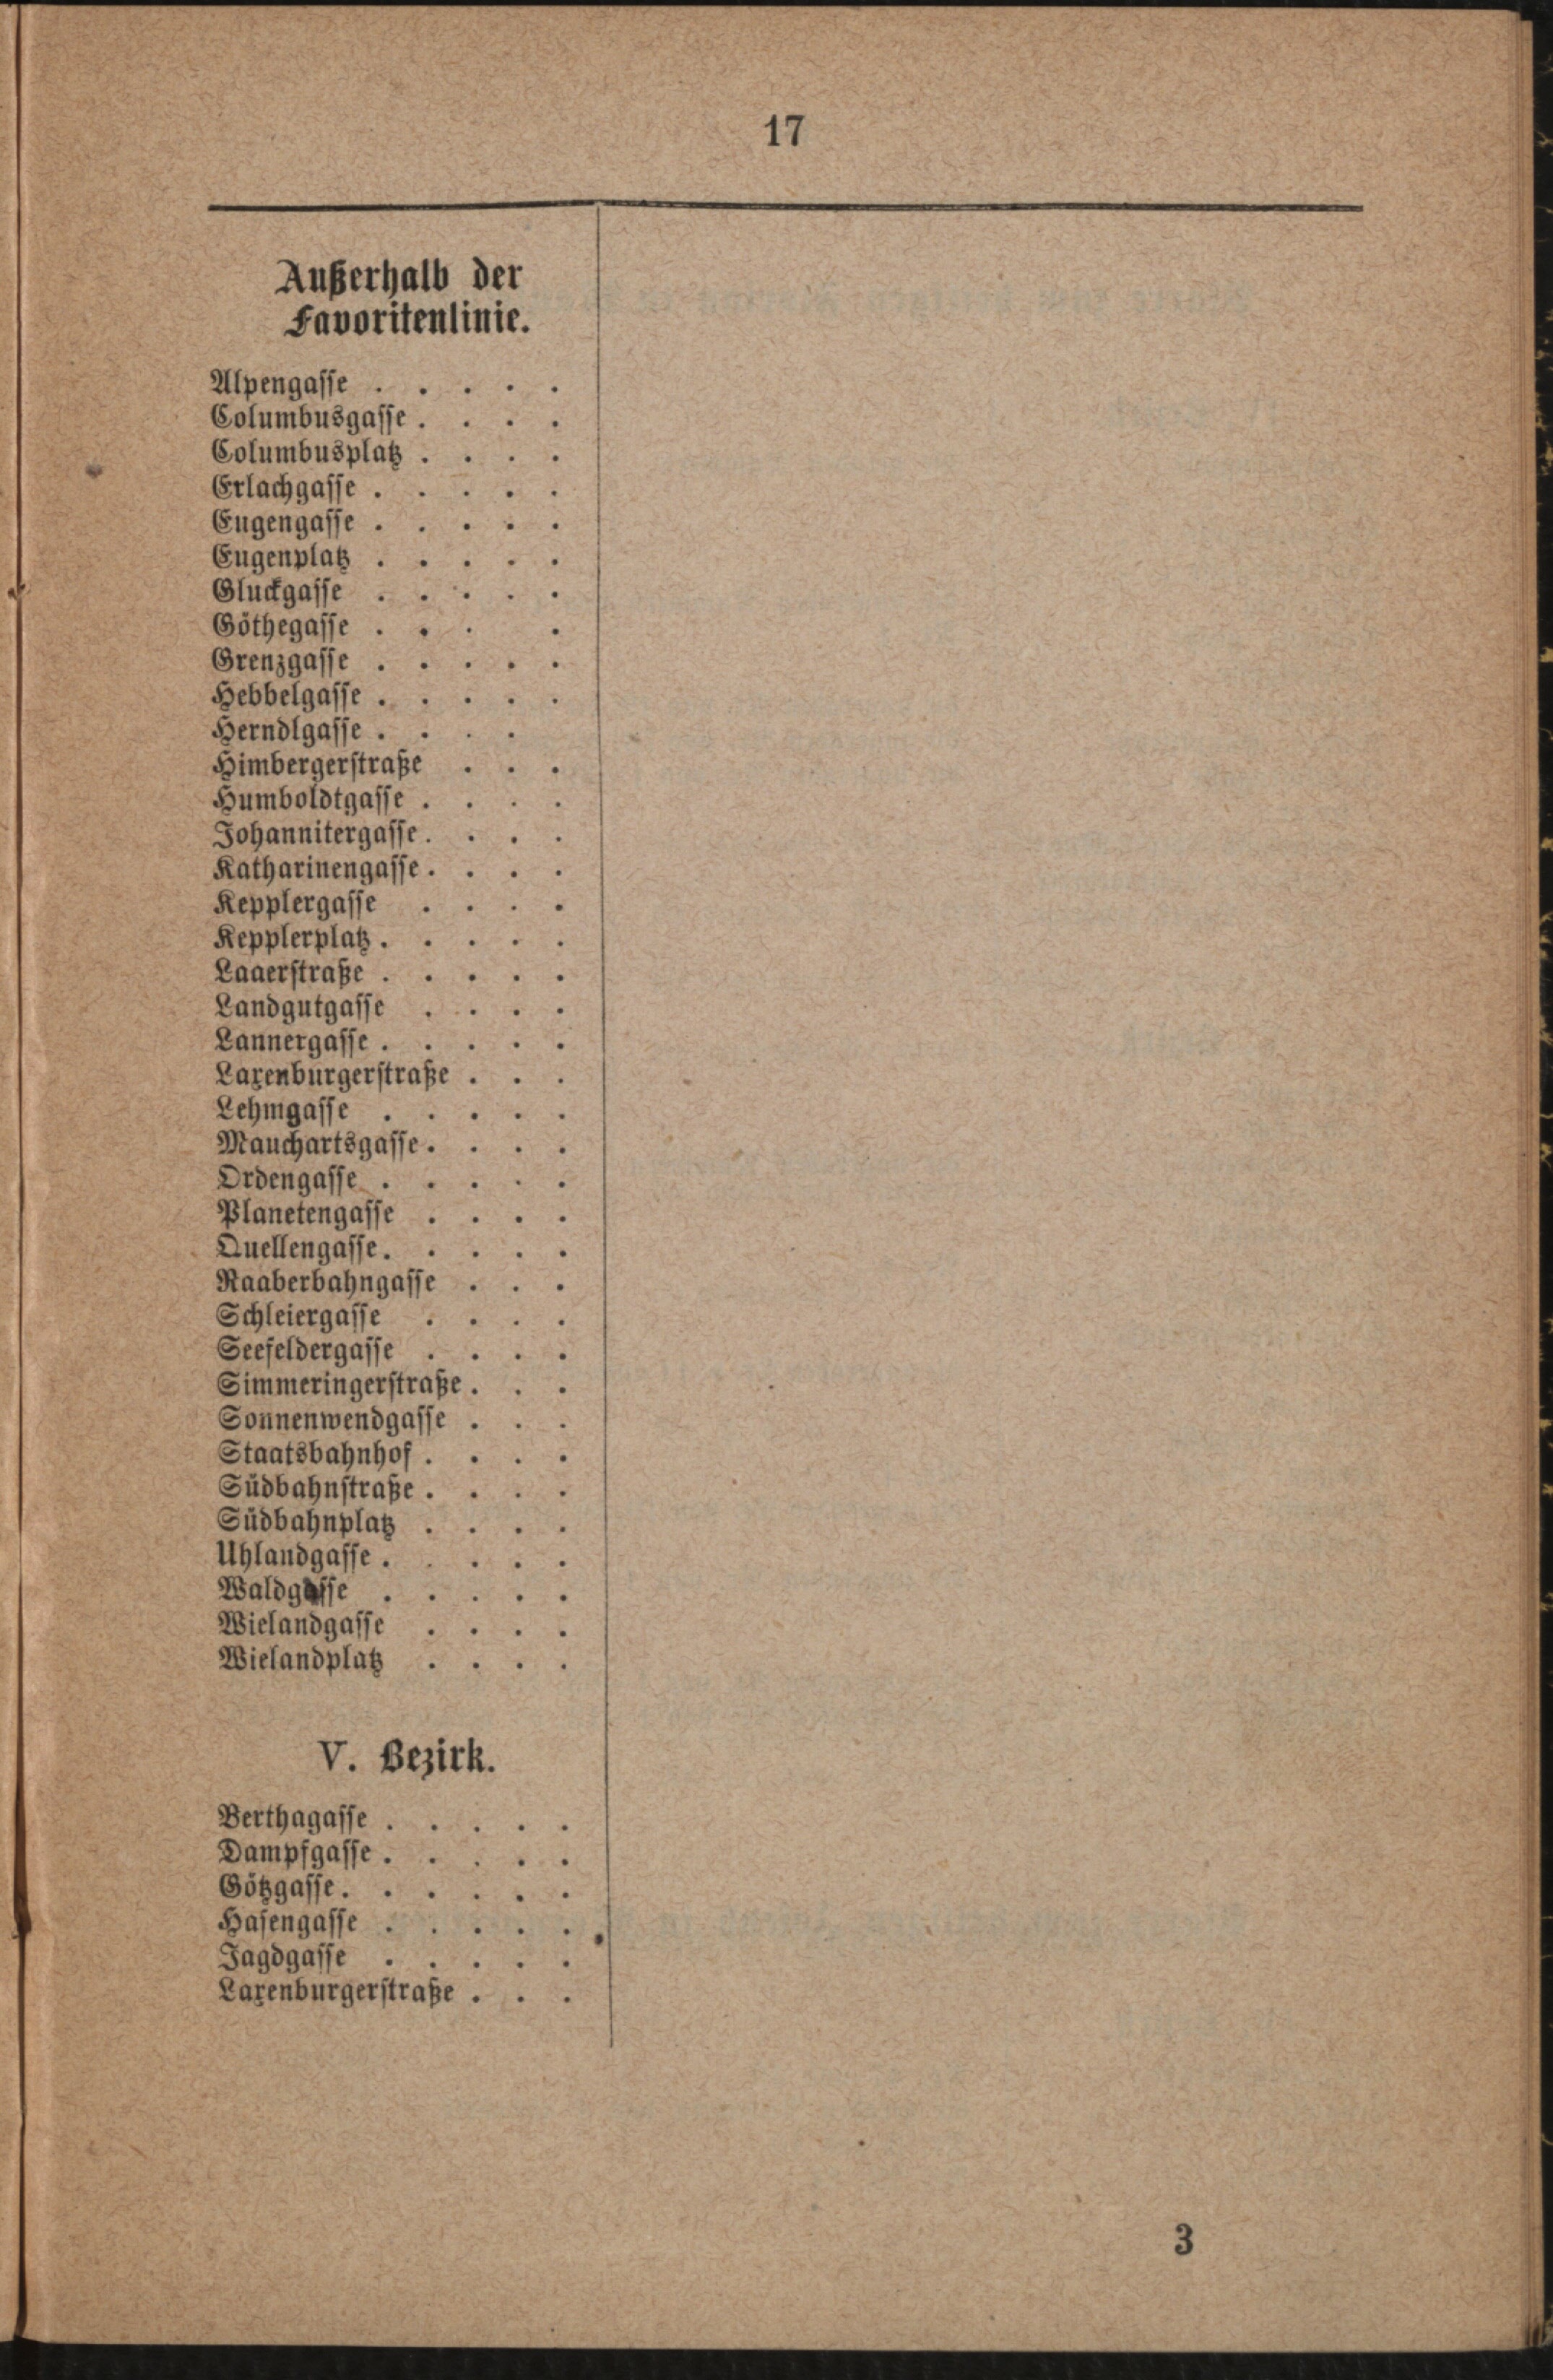 17
Außerhalb der
Favoritenlinie.
Alpengasse . . . . .
Columbusgasse . . . .
Columbusplatz . . . .
Erlachgasse . . . . .
Eugengasse . . . . .
Eugenplatz . . . . .
Gluckgasse . . . . .
Göthegasse . . . .
Grenzgasse . . . . .
Hebbelgasse . . . . .
Herndlgasse . . . .
Himbergerstraße . . .
Humboldtgasse . . . .
Johannitergasse . . . .
Katharinengasse . . . .
Kepplergasse . . . .
Kepplerplatz . . . . .
Laaerstraße . . . . .
Landgutgasse . . . .
Lannergasse . . . . .
Laxenburgerstraße . . .
Lehmgasse . . . . .
Mauchartsgasse . . . .
Ordengasse . . . . .
Planetengasse . . . .
Quellengasse . . . . .
Raaberbahngasse . . .
Schleiergasse . . . .
Seefeldergasse . . . .
Simmeringerstraße . . .
Sonnenwendgasse . . .
Staatsbahnhof . . . .
Südbahnstraße . . . .
Südbahnplatz . . . .
Uhlandgasse . . . . .
Waldgasse . . . . .
Wielandgasse . . . .
Wielandplatz . . . .
V. Bezirk.
Berthagasse . . . . .
Dampfgasse . . . . .
Götzgasse . . . . . .
Hasengasse . . . . .
Jagdgasse . . . . .
Laxenburgerstraße . . .
3